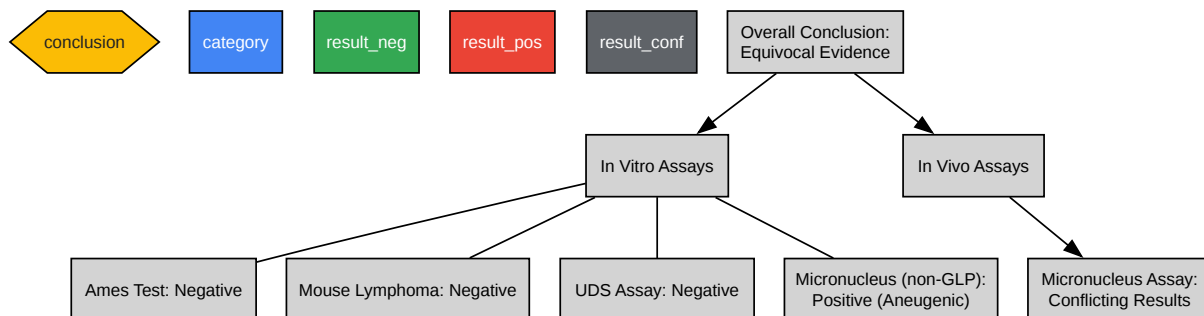 conclusion
category
result_neg
result_pos
result_conf
Overall Conclusion:
Equivocal Evidence
In Vitro Assays
In Vivo Assays
Ames Test: Negative
Mouse Lymphoma: Negative
UDS Assay: Negative
Micronucleus (non-GLP):
Positive (Aneugenic)
Micronucleus Assay:
Conflicting Results